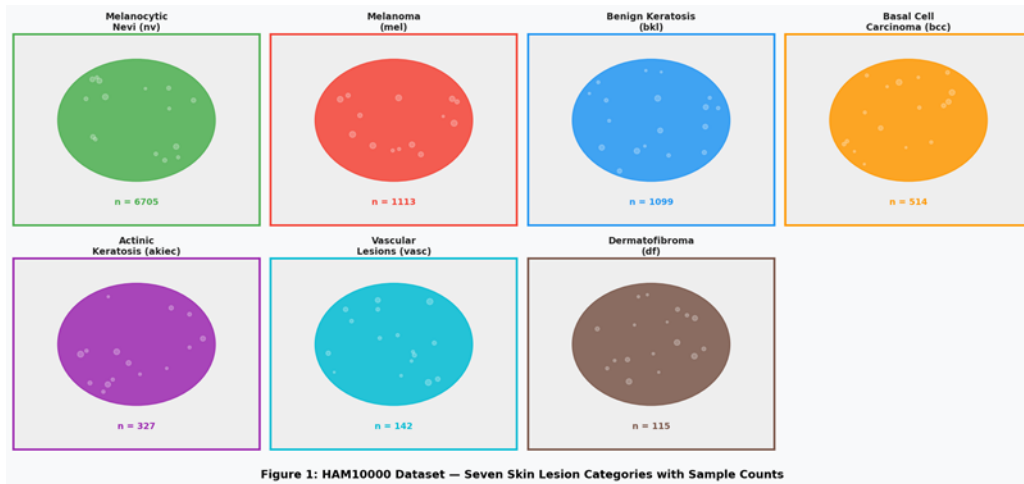 Melanocytic
Nevi (nv)
n = 6705
Melanoma
(mel)
n = 1113
Benign Keratosis
(bkl)
n = 1099
Basal Cell
Carcinoma (bcc)
n = 514
Actinic
Keratosis (akiec)
n = 327
Vascular
Lesions (vasc)
n = 142
Dermatofibroma
(df)
n = 115
Figure 1: HAM10000 Dataset — Seven Skin Lesion Categories with Sample Counts